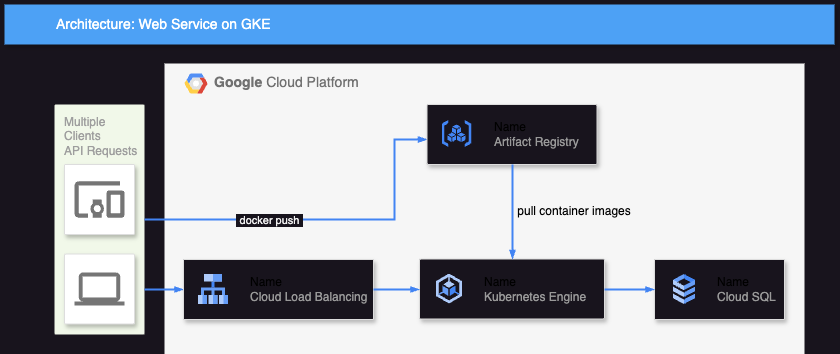 Architecture: Web Service on GKE
Google Cloud Platform
Multiple
Clients
API Requests
Name
Artifact Registry
docker push
pull container images
Name
Cloud Load Balancing
Name
Kubernetes Engine
Name
Cloud SQL